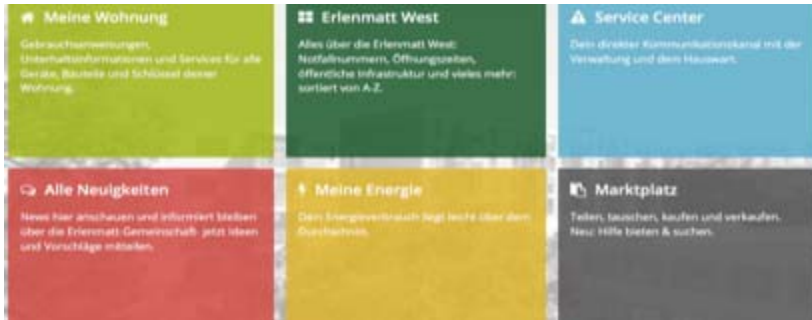 Meine Wohnung
Gebrauchsanweisungen,
Unterhaltsinformationen und Services für alle
Geräte, Bauteile und Schlüssel deiner
Wohnung.
Erlenmatt West
Alles über die Erlenmatt West:
Notfallnummern, Öffnungszeiten,
öffentliche Infrastruktur und vieles mehr:
sortiert von A-Z.
Service Center
Dein direkter Kommunikationskanal mit der
Verwaltung und dem Hauswart.
Alle Neuigkeiten
News hier anschauen und informiert bleiben
über die Erlenmatt-Gemeinschaft- jetzt Ideen
und Vorschläge mitteilen.
Meine Energie
Dein Energieverbrauch liegt leicht über dem
Durchschnitt.
Marktplatz
Teilen, tauschen, kaufen und verkaufen.
Neu: Hilfe bieten & suchen.